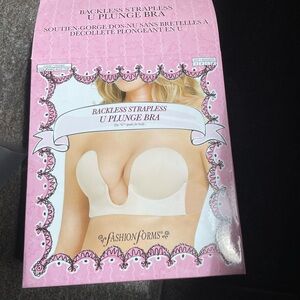 BACKLESS STRAPLESS
U PLUNGE BRA
SOUTIEN-GORGE DOS-NU SANS BRETELLES A
DÉCOLLETÉ PLONGEANT EN U
BACKLESS STRAPLESS
U PLUNGE BRA
FASHION FORMS®